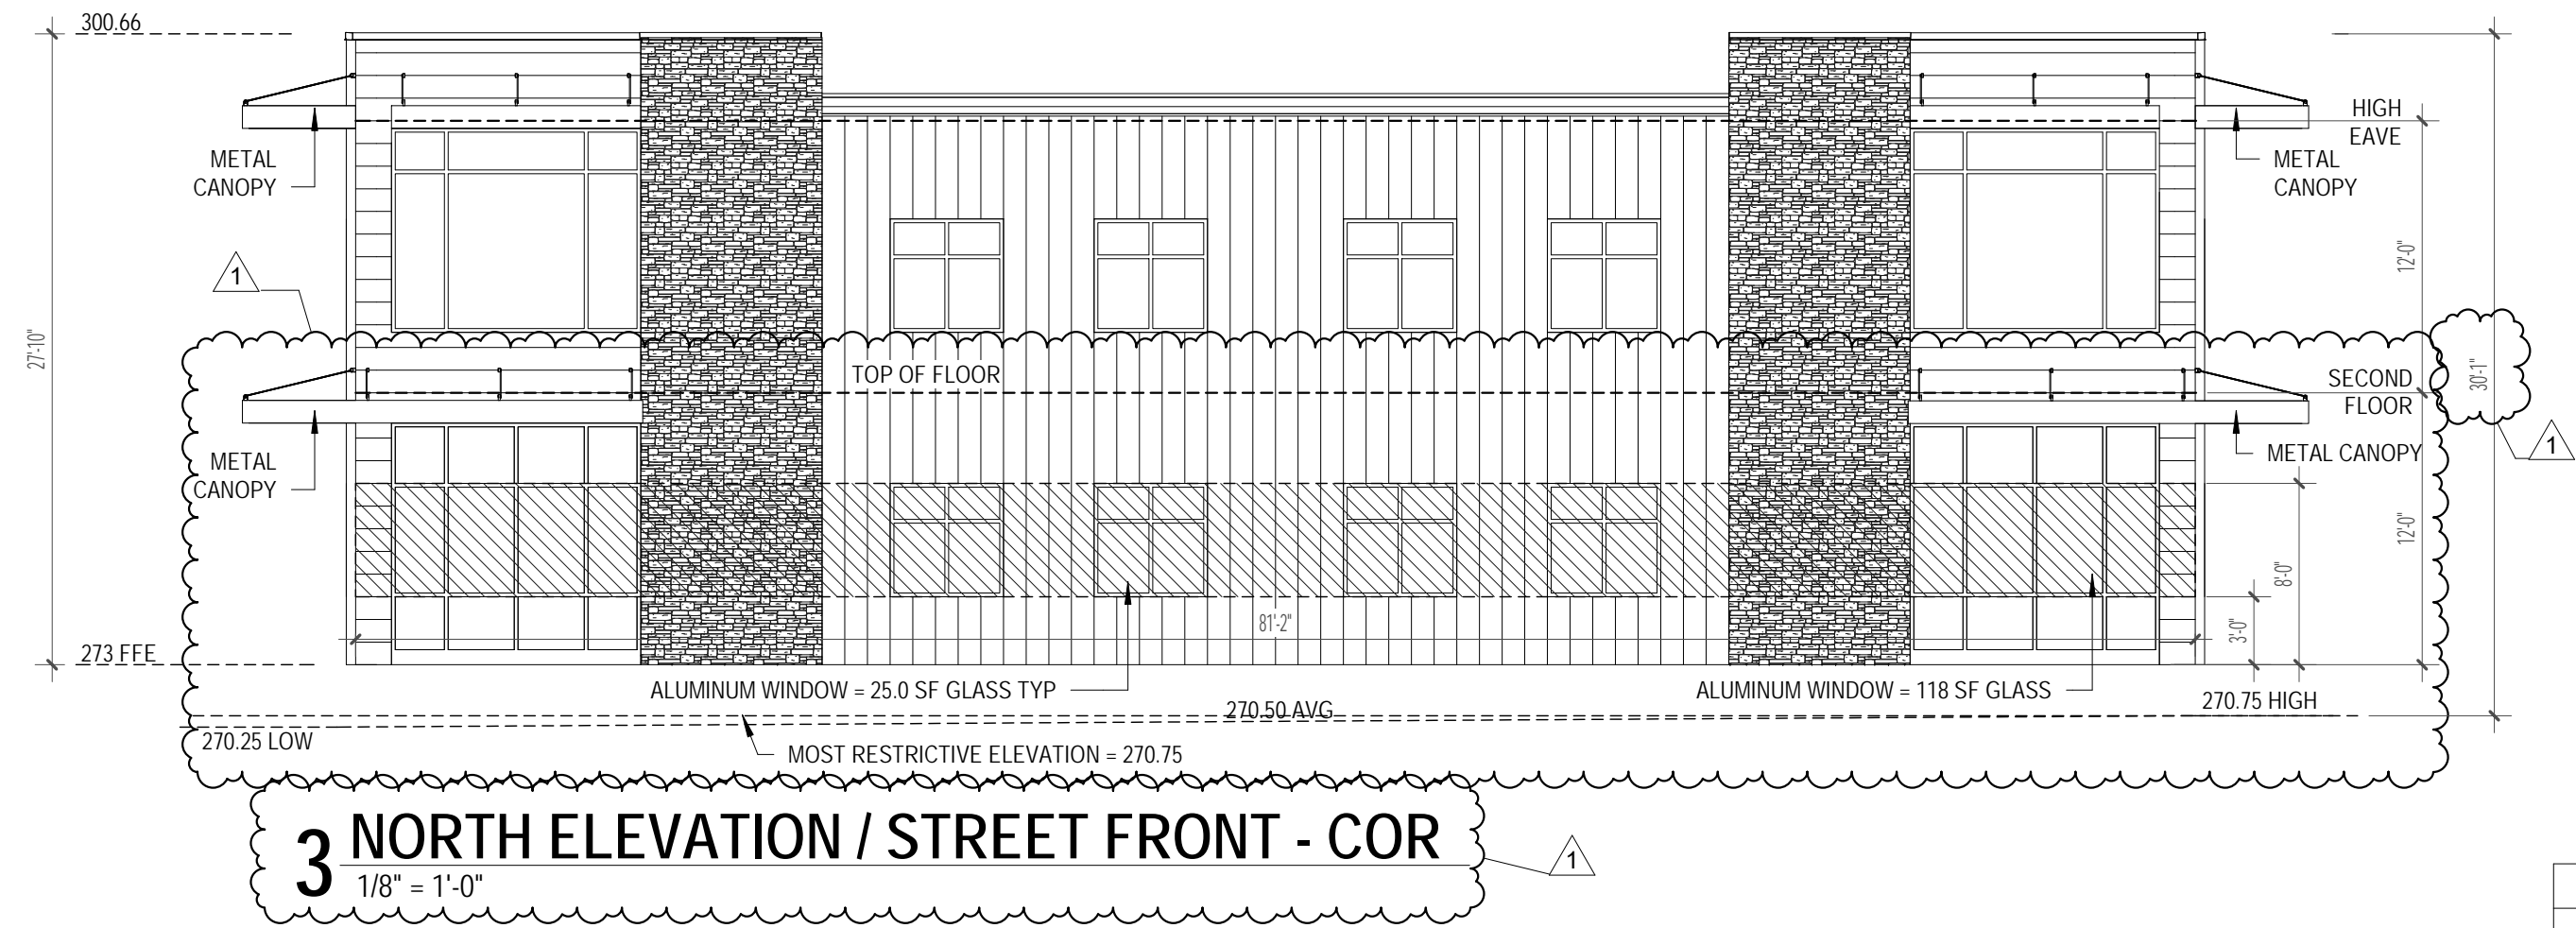 300.66
METAL
CANOPY
HIGH
EAVE
METAL
CANOPY
12'-0"
1
27'-10"
TOP OF FLOOR
SECOND
FLOOR
30'-1"
METAL
CANOPY
METAL CANOPY
1
12'-0"
8'-0"
3'-0"
81'-2"
273 FFE
ALUMINUM WINDOW = 25.0 SF GLASS TYP
ALUMINUM WINDOW = 118 SF GLASS
270.50 AVG
270.75 HIGH
270.25 LOW
MOST RESTRICTIVE ELEVATION = 270.75
3 NORTH ELEVATION / STREET FRONT - COR
1/8" = 1'-0"
1